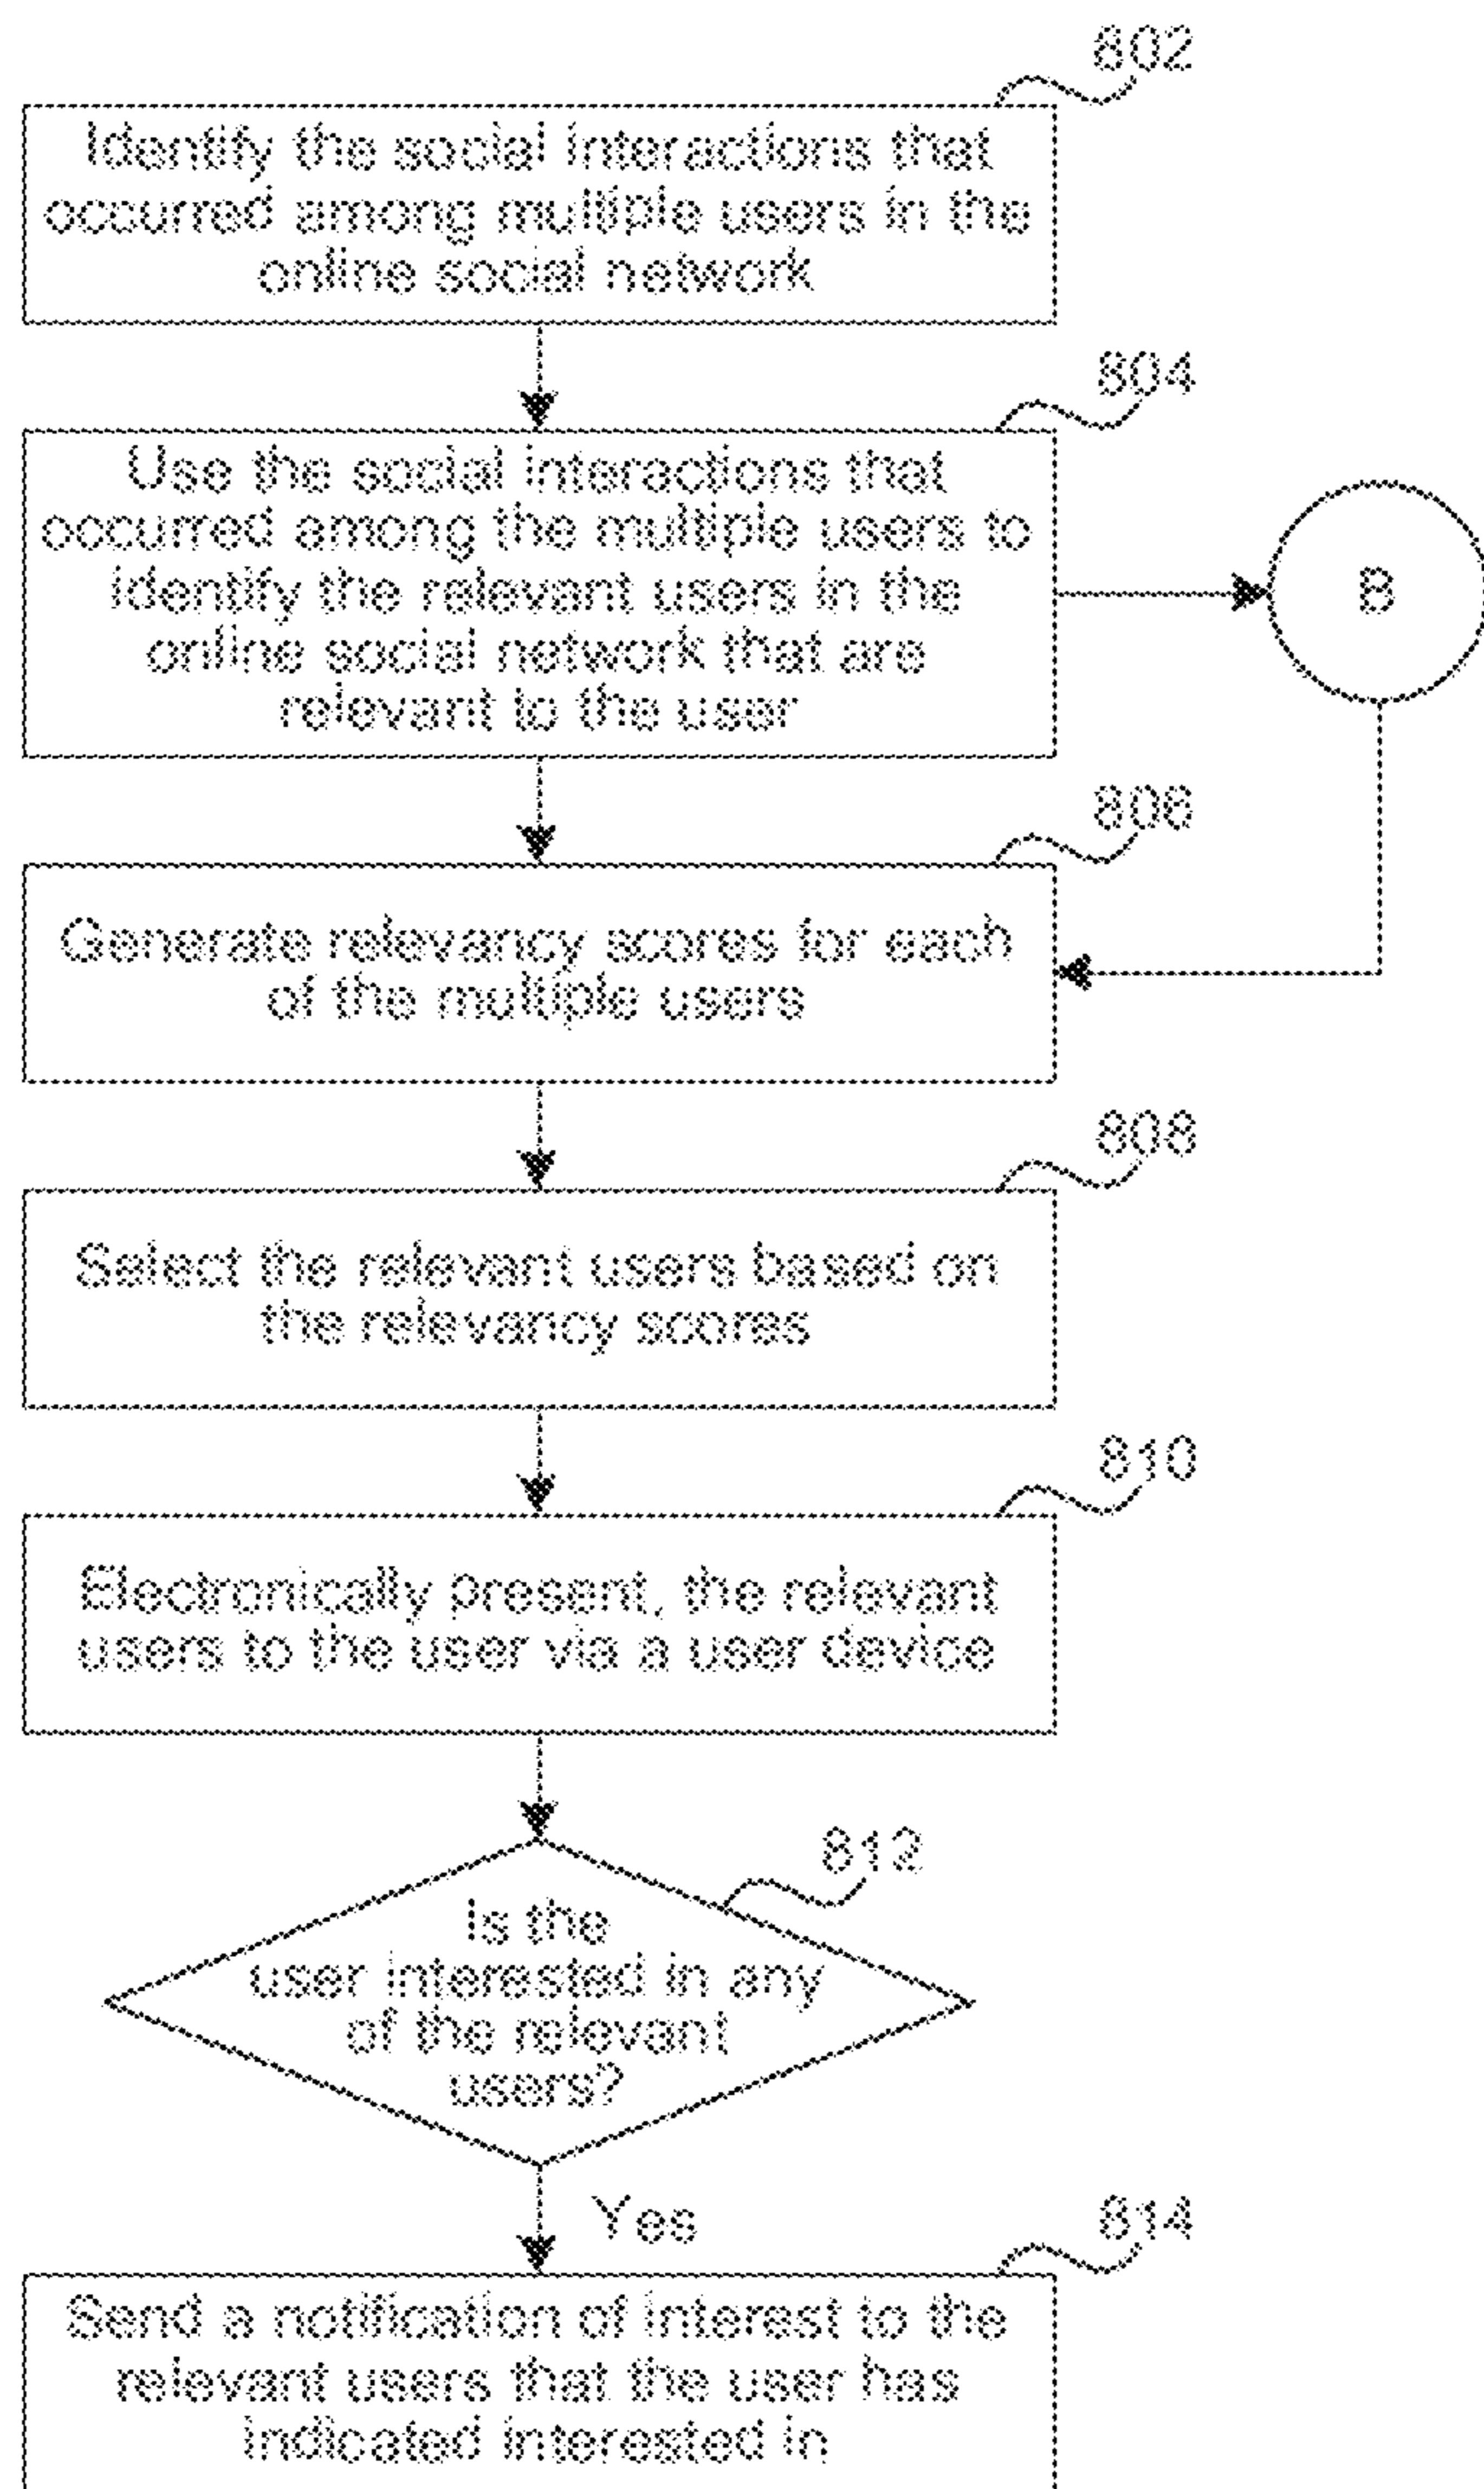 802
Identify the social interactions that
occurred among multiple users in the
online social network
804
Use the social interactions that
occurred among the multiple users to
identify the relevant users in the
online social network that are
relevant to the user
B
806
Generate relevancy scores for each
of the multiple users
808
Select the relevant users based on
the relevancy scores
810
Electronically present, the relevant
users to the user via a user device
812
Is the
user interested in any
of the relevant
users?
Yes
814
Send a notification of interest to the
relevant users that the user has
indicated interested in